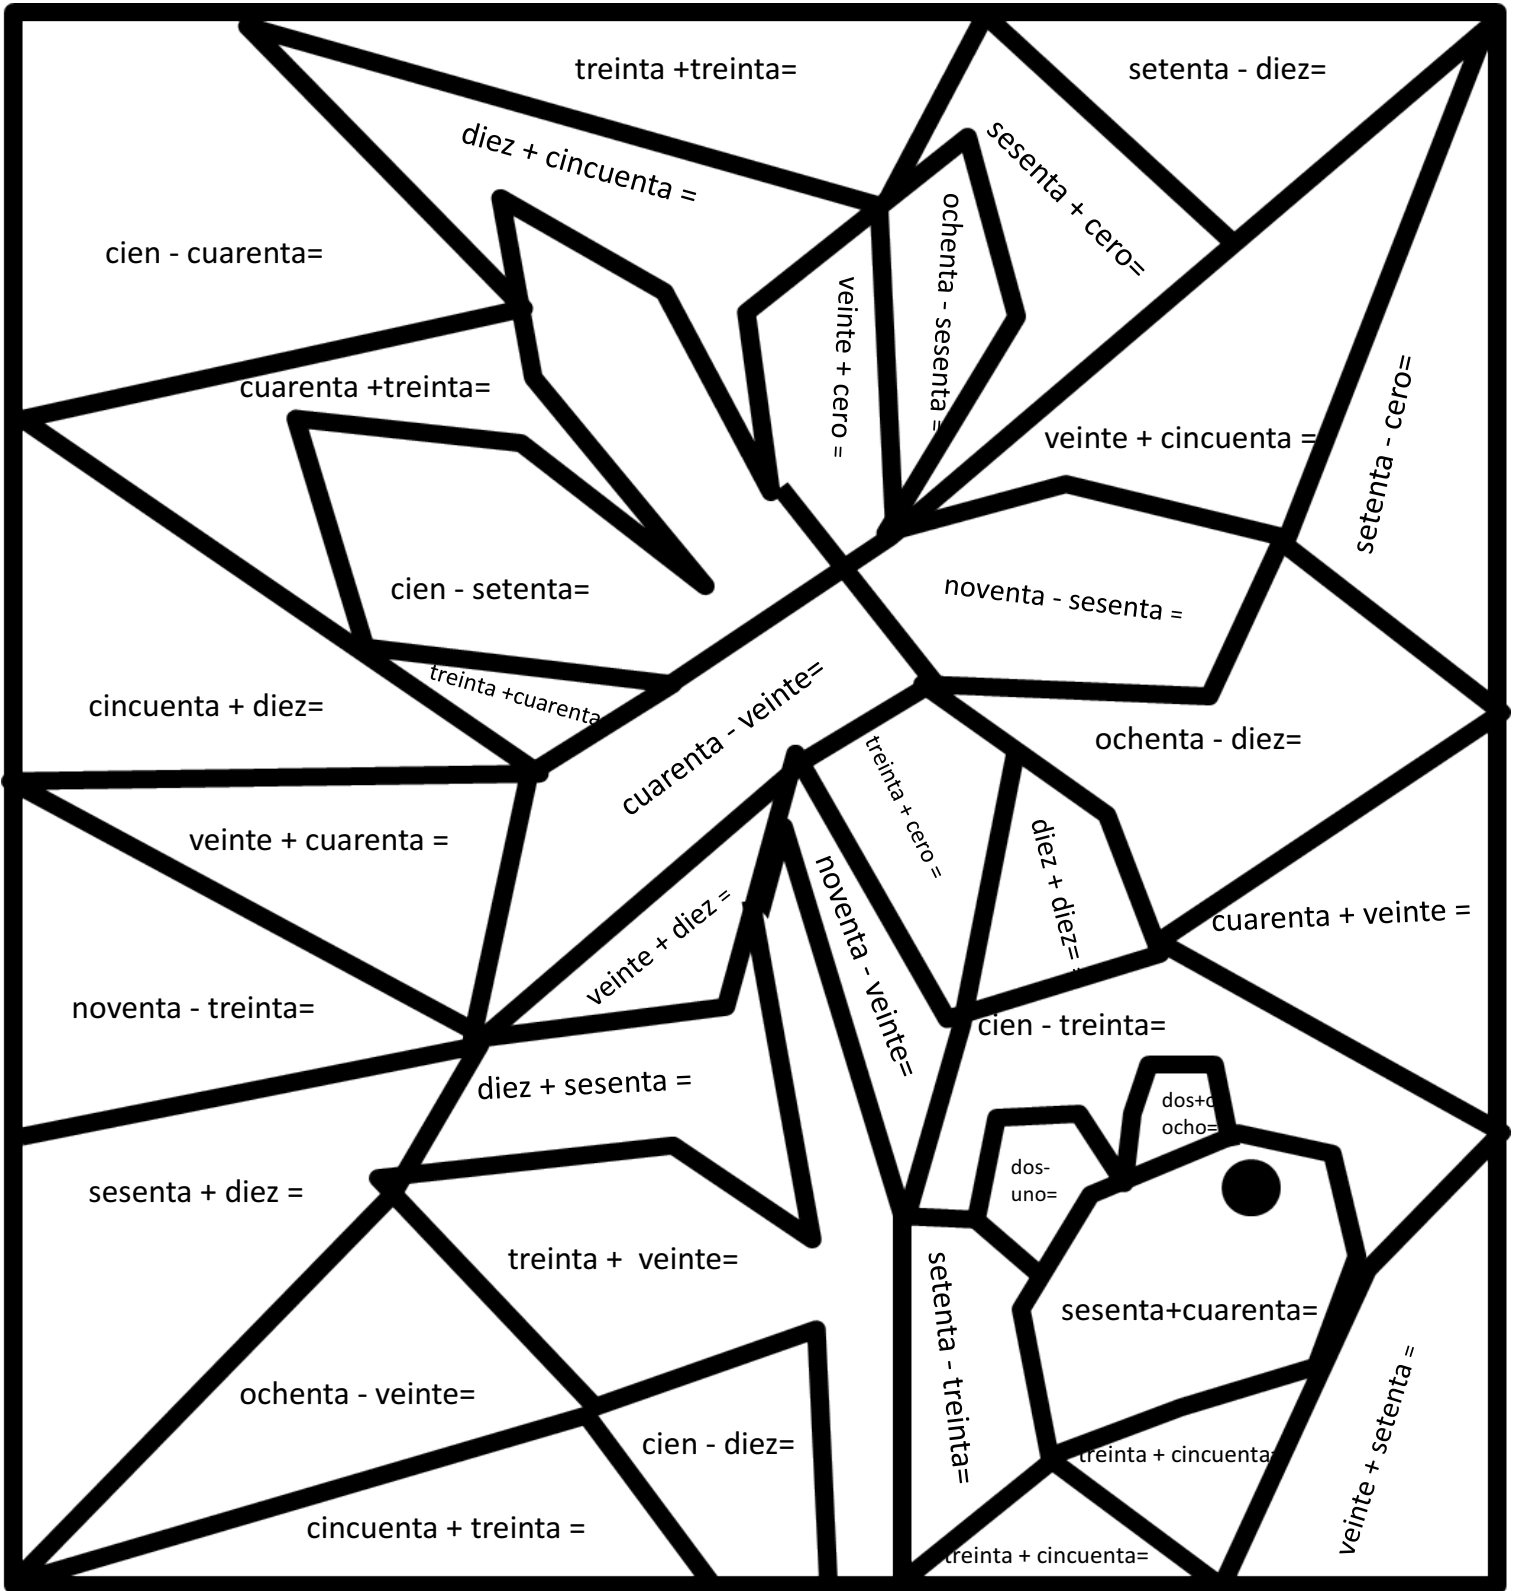 treinta +treinta=
setenta - diez=
diez + cincuenta =
sesenta + cero=
cien - cuarenta=
ochenta - sesenta =
veinte + cero =
cuarenta +treinta=
veinte + cincuenta =
setenta - cero=
cien - setenta=
noventa - sesenta =
treinta +cuarenta
cincuenta + diez=
cuarenta - veinte=
ochenta - diez=
treinta + cero =
veinte + cuarenta =
diez + diez=
noventa - veinte=
veinte + diez =
cuarenta + veinte =
noventa - treinta=
cien - treinta=
diez + sesenta =
dos+
ocho=
dos-
uno=
sesenta + diez =
treinta + veinte=
setenta - treinta=
sesenta+cuarenta=
ochenta - veinte=
cien - diez=
treinta + cincuenta
veinte + setenta =
cincuenta + treinta =
treinta + cincuenta=